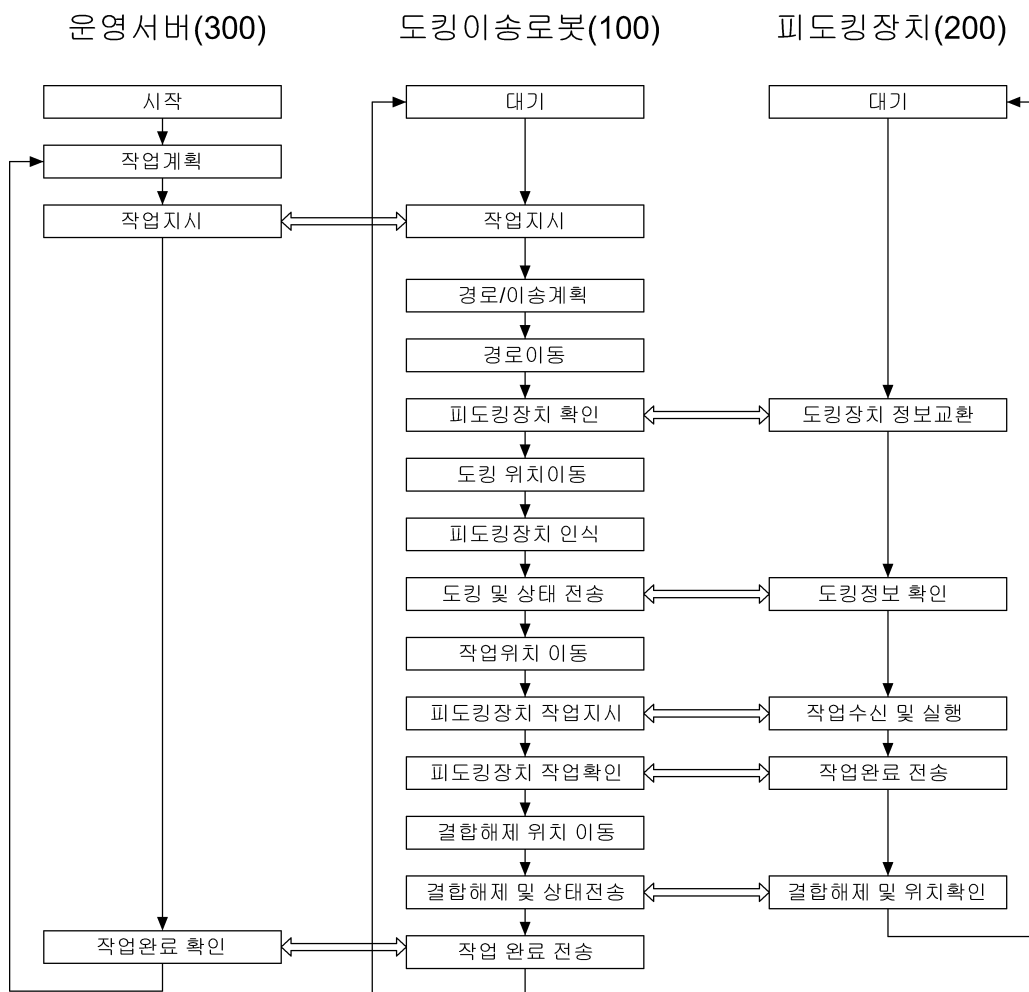 운영서버(300)
도킹이송로봇(100)
피도킹장치(200)
시작
대기
대기
작업계획
작업지시
작업지시
경로/이송계획
경로이동
피도킹장치 확인
도킹장치 정보교환
도킹 위치이동
피도킹장치 인식
도킹 및 상태 전송
도킹정보 확인
작업위치 이동
피도킹장치 작업지시
작업수신 및 실행
피도킹장치 작업확인
작업완료 전송
결합해제 위치 이동
결합해제 및 상태전송
결합해제 및 위치확인
작업완료 확인
작업 완료 전송